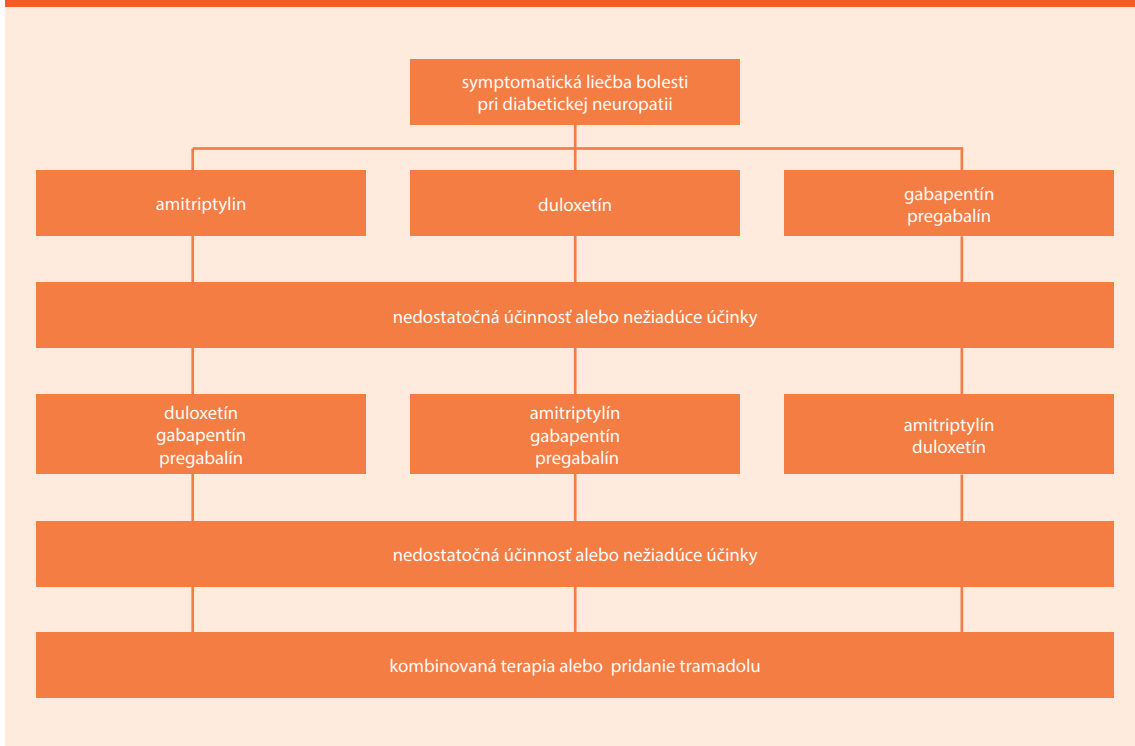 symptomatická liečba bolesti
pri diabetickej neuropatii
amitriptylin
duloxetín
gabapentín
pregabalín
nedostatočná účinnosť alebo nežiadúce účinky
duloxetín
gabapentín
pregabalín
amitriptylín
gabapentín
pregabalín
amitriptylín
duloxetín
nedostatočná účinnosť alebo nežiadúce účinky
kombinovaná terapia alebo pridanie tramadolu